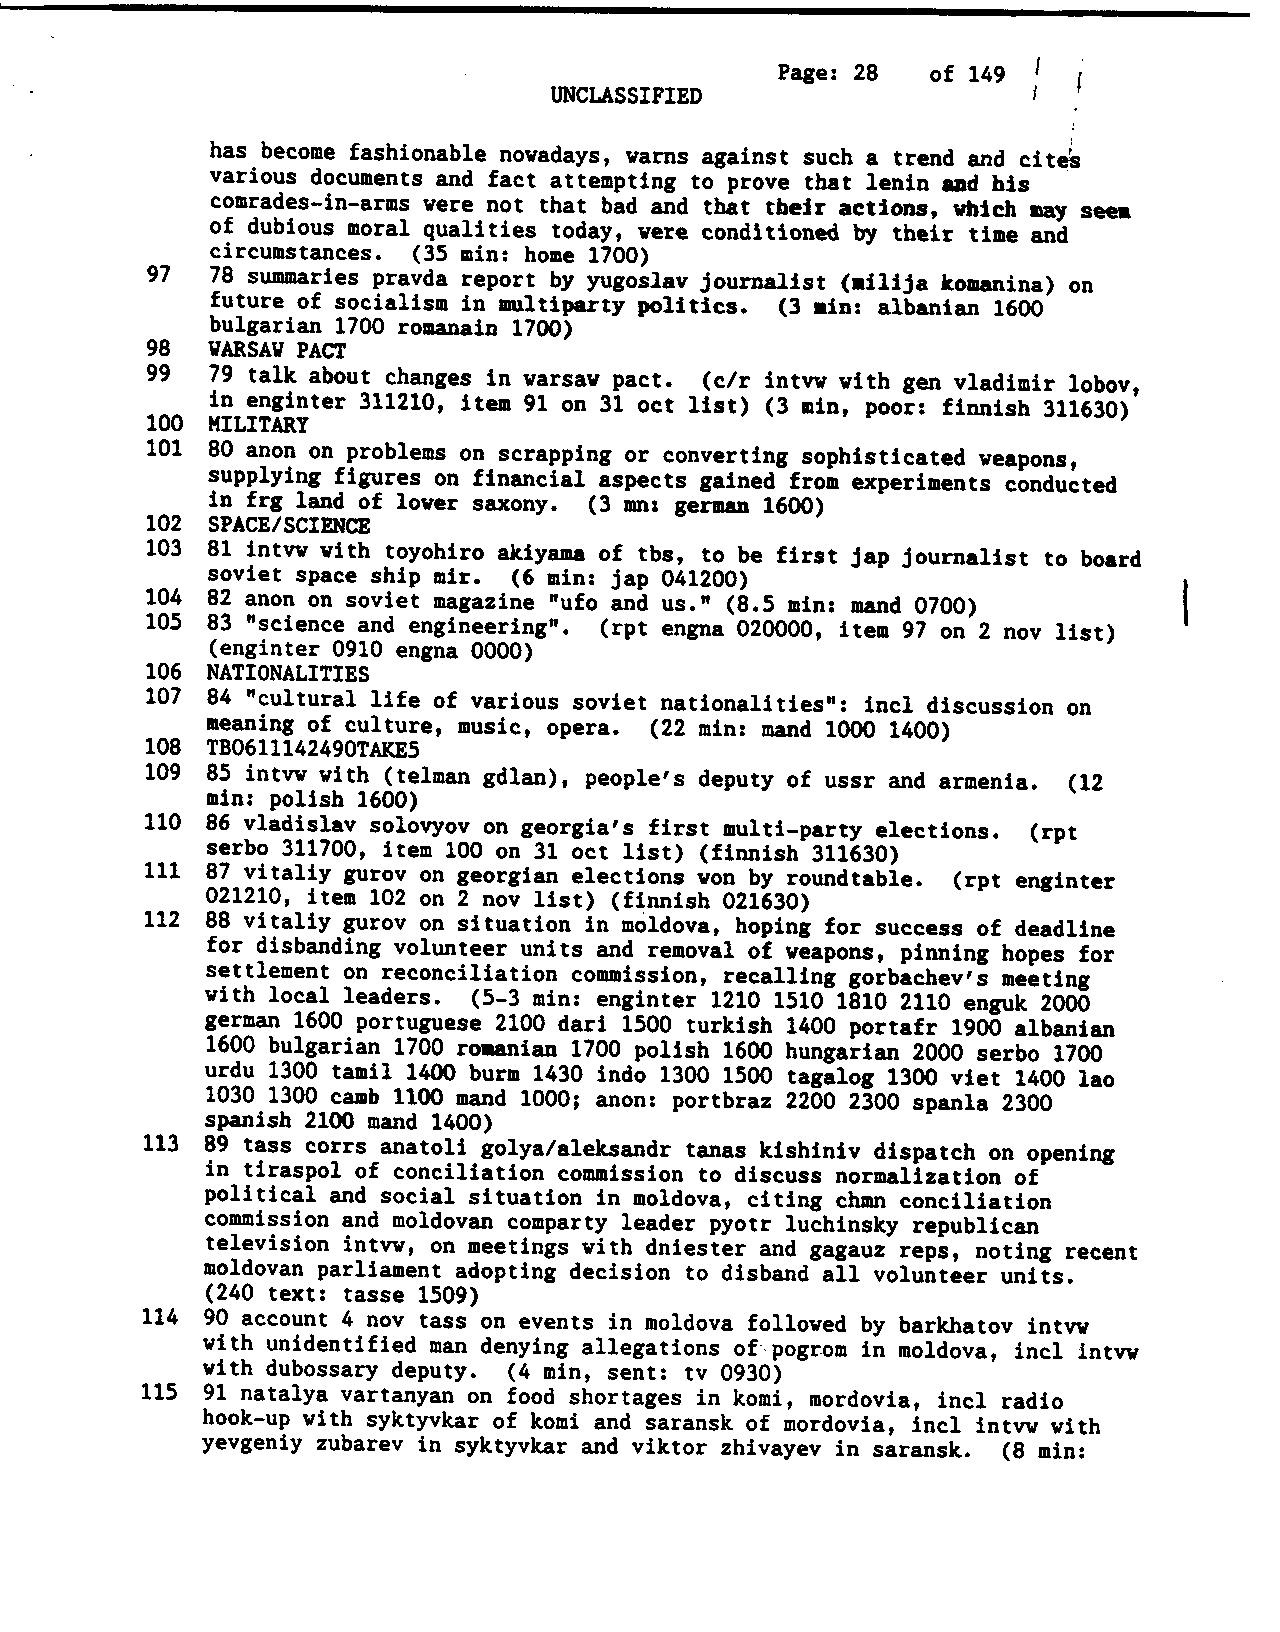 Page: 28 of 149
UNCLASSIFIED
has become fashionable nowadays, warns against such a trend and cites
various documents and fact attempting to prove that lenin and his
comrades-in-arms were not that bad and that their actions, which may seem
of dubious moral qualities today, were conditioned by their time and
circumstances. (35 min: home 1700)
97 78 summaries pravda report by yugoslav journalist (milija komanina) on
future of socialism in multiparty politics. (3 min: albanian 1600
bulgarian 1700 romanain 1700)
98 WARSAW PACT
99 79 talk about changes in warsaw pact. (c/r intvw with gen vladimir lobov,
in enginter 311210, item 91 on 31 oct list) (3 min, poor: finnish 311630)
100 MILITARY
101 80 anon on problems on scrapping or converting sophisticated weapons,
supplying figures on financial aspects gained from experiments conducted
in frg land of lower saxony. (3 mn: german 1600)
102 SPACE/SCIENCE
103 81 intvw with toyohiro akiyama of tbs, to be first jap journalist to board
soviet space ship mir. (6 min: jap 041200)
104 82 anon on soviet magazine "ufo and us." (8.5 min: mand 0700)
105 83 "science and engineering". (rpt engna 020000, item 97 on 2 nov list)
(enginter 0910 engna 0000)
106 NATIONALITIES
107 84 "cultural life of various soviet nationalities": incl discussion on
meaning of culture, music, opera. (22 min: mand 1000 1400)
108 TB0611142490TAKE5
109 85 intvw with (telman gdlan), people's deputy of ussr and armenia. (12
min: polish 1600)
110 86 vladislav solovyov on georgia's first multi-party elections. (rpt
serbo 311700, item 100 on 31 oct list) (finnish 311630)
111 87 vitaliy gurov on georgian elections won by roundtable. (rpt enginter
021210, item 102 on 2 nov list) (finnish 021630)
112 88 vitaliy gurov on situation in moldova, hoping for success of deadline
for disbanding volunteer units and removal of weapons, pinning hopes for
settlement on reconciliation commission, recalling gorbachev's meeting
with local leaders. (5-3 min: enginter 1210 1510 1810 2110 enguk 2000
german 1600 portuguese 2100 dari 1500 turkish 1400 portafr 1900 albanian
1600 bulgarian 1700 romanian 1700 polish 1600 hungarian 2000 serbo 1700
urdu 1300 tamil 1400 burm 1430 indo 1300 1500 tagalog 1300 viet 1400 lao
1030 1300 camb 1100 mand 1000; anon: portbraz 2200 2300 spanla 2300
spanish 2100 mand 1400)
113 89 tass corrs anatoli golya/aleksandr tanas kishiniv dispatch on opening
in tiraspol of conciliation commission to discuss normalization of
political and social situation in moldova, citing chmn conciliation
commission and moldovan comparty leader pyotr luchinsky republican
television intvw, on meetings with dniester and gagauz reps, noting recent
moldovan parliament adopting decision to disband all volunteer units.
(240 text: tasse 1509)
114 90 account 4 nov tass on events in moldova followed by barkhatov intvw
with unidentified man denying allegations of pogrom in moldova, incl intvw
with dubossary deputy. (4 min, sent: tv 0930)
115 91 natalya vartanyan on food shortages in komi, mordovia, incl radio
hook-up with syktyvkar of komi and saransk of mordovia, incl intvw with
yevgeniy zubarev in syktyvkar and viktor zhivayev in saransk. (8 min: